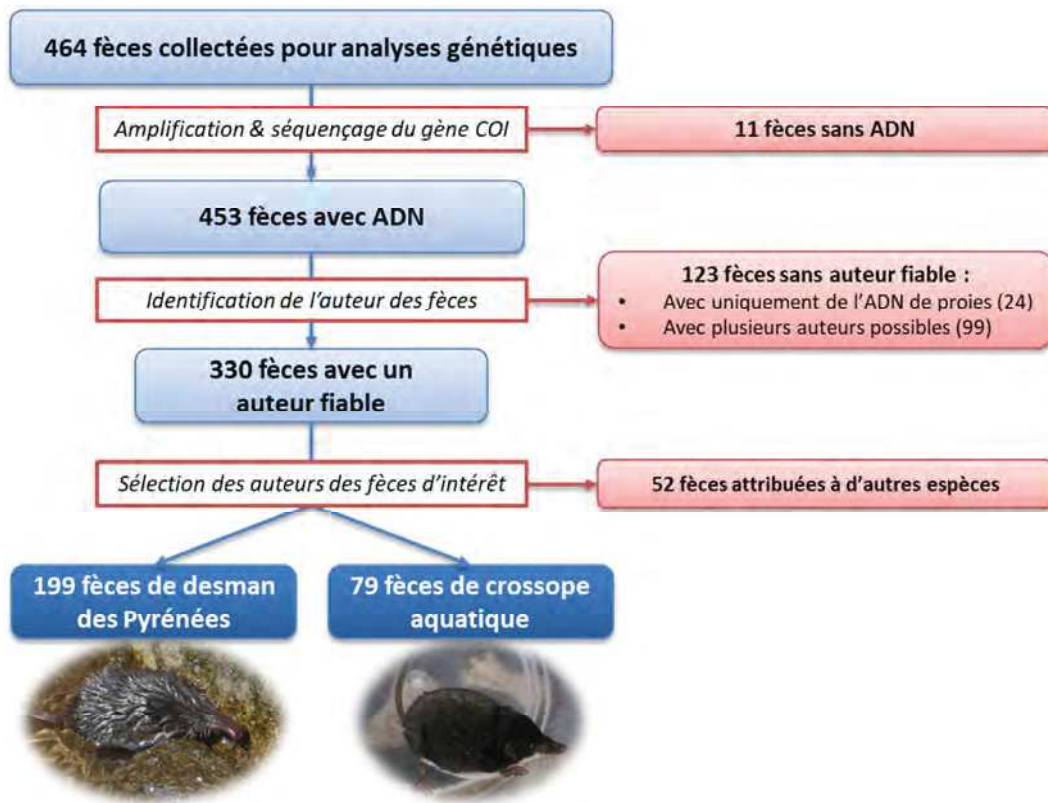 464 fèces collectées pour analyses génétiques
Amplification & séquençage du gène COI
11 fèces sans ADN
453 fèces avec ADN
Identification de l'auteur des fèces
123 fèces sans auteur fiable :
• Avec uniquement de l'ADN de proies (24)
• Avec plusieurs auteurs possibles (99)
330 fèces avec un
auteur fiable
Sélection des auteurs des fèces d'intérêt
52 fèces attribuées à d'autres espèces
199 fèces de desman
des Pyrénées
79 fèces de crossope
aquatique